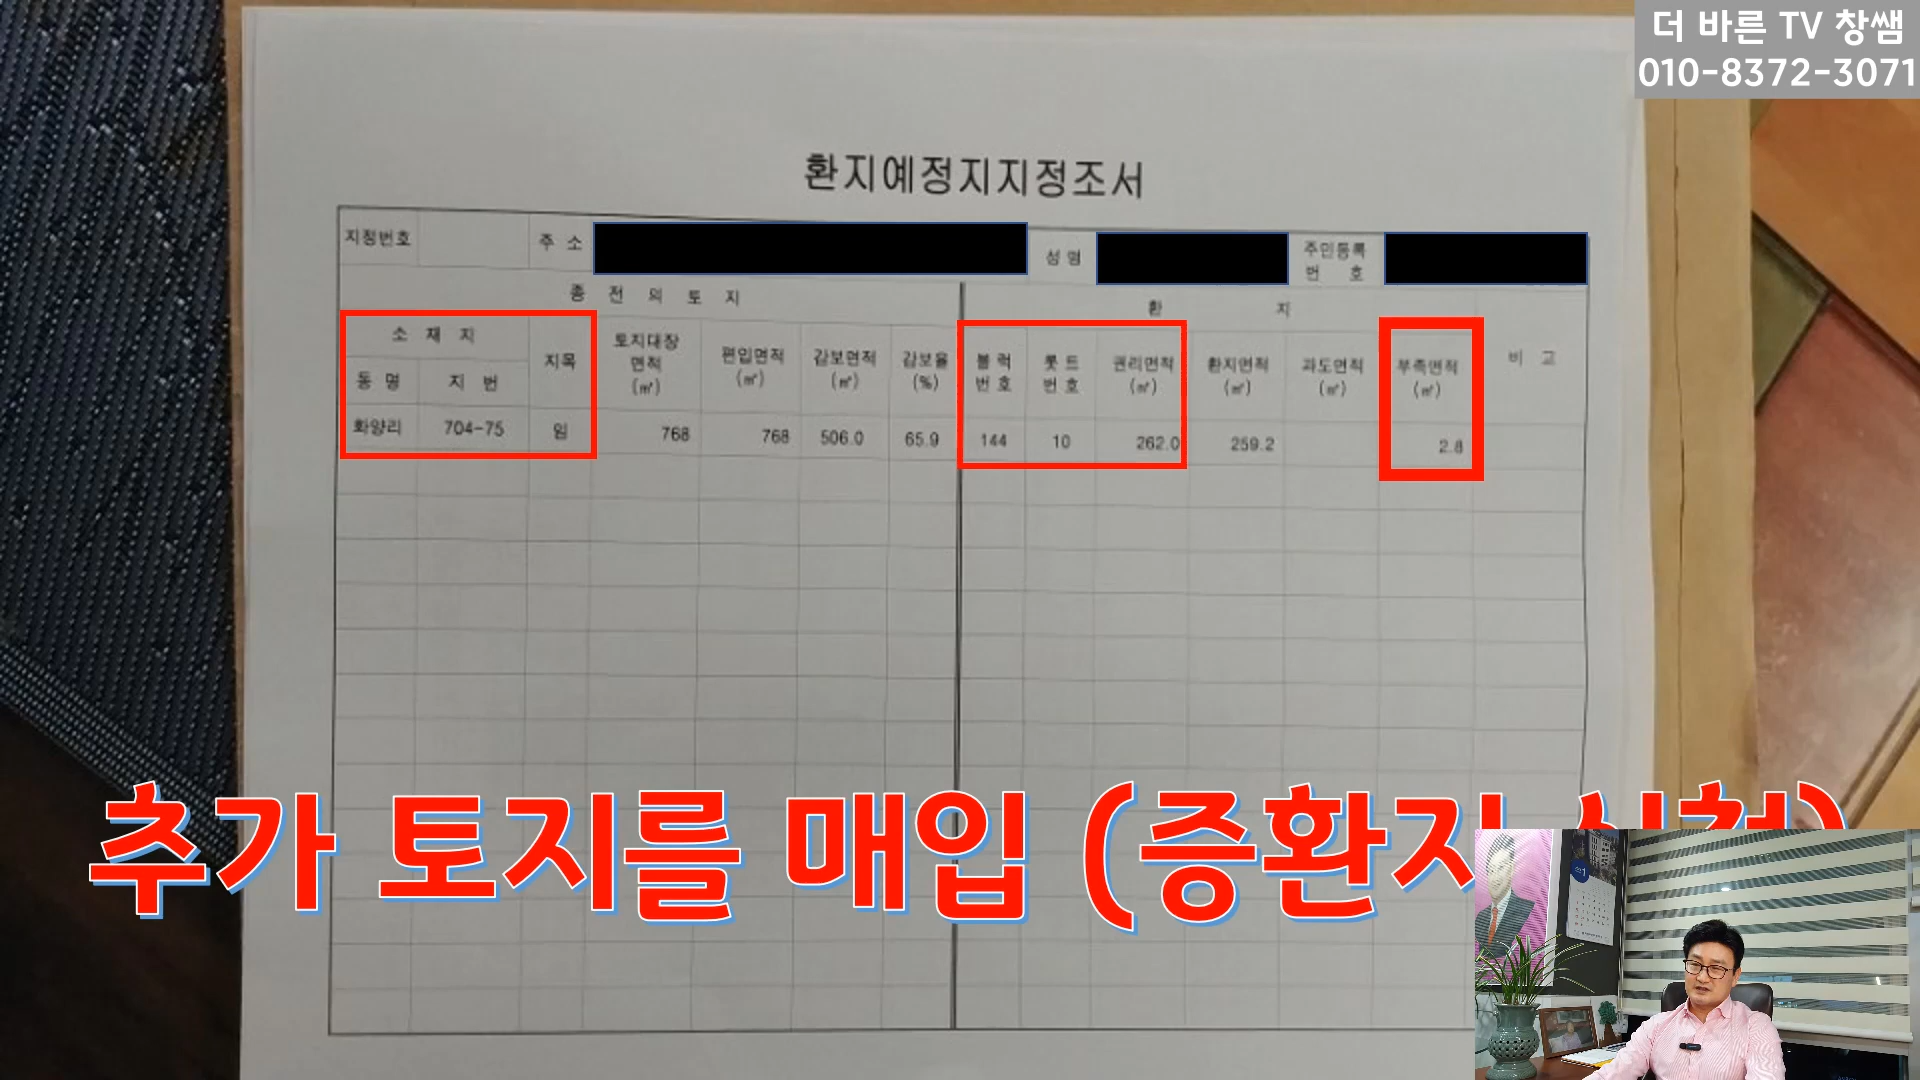 더 바른 TV 창쌤
010-8372-3071
환지예정지지정조서
지정번호 주 소 성 명 주민등록 번 호
종 전 의 토 지 환 지
소 재 지 지목 토지대장 면적 (㎡) 편입면적 (㎡) 감보면적 (㎡) 감보율 (%) 블럭 번호 롯트 번호 권리면적 (㎡) 환지면적 (㎡) 과도면적 (㎡) 부족면적 (㎡) 비 고
동 명 지 번
화양리 704-75 임 768 768 506.0 65.9 144 10 262.0 259.2 2.8
추가 토지를 매입 (증환지